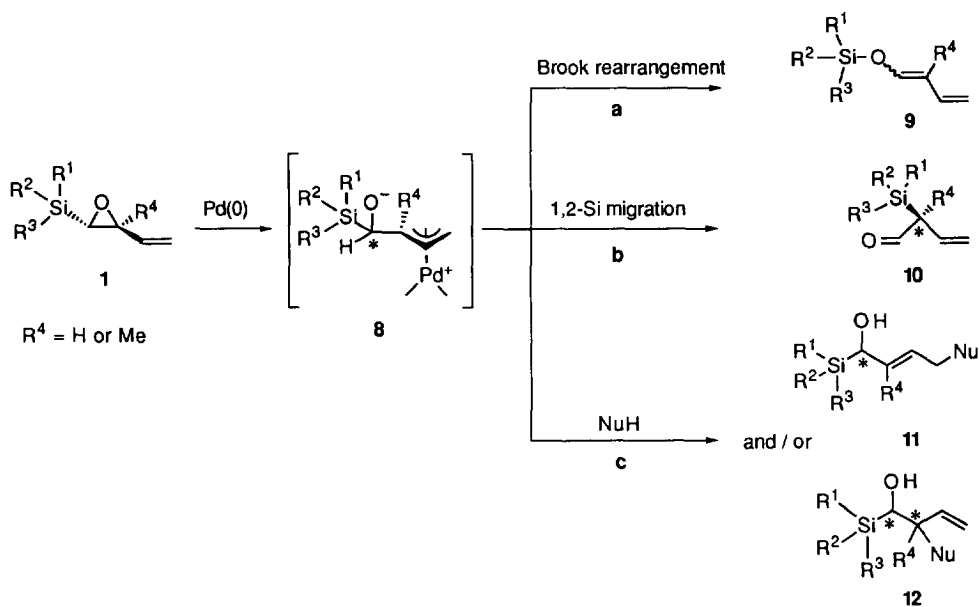 R¹
R²
Si
O
R⁴
R³
1
R⁴ = H or Me
Pd(0)
R¹
R²
O⁻
R⁴
Si
R³
H
*
Pd⁺
8
Brook rearrangement
a
R¹
R²
Si
O
R⁴
R³
9
1,2-Si migration
b
R²
R¹
R⁴
R³
Si
O
*
10
NuH
c
and / or
OH
R¹
Si
*
Nu
R²
R³
R⁴
11
OH
R¹
Si
*
*
R²
R³
R⁴
Nu
12